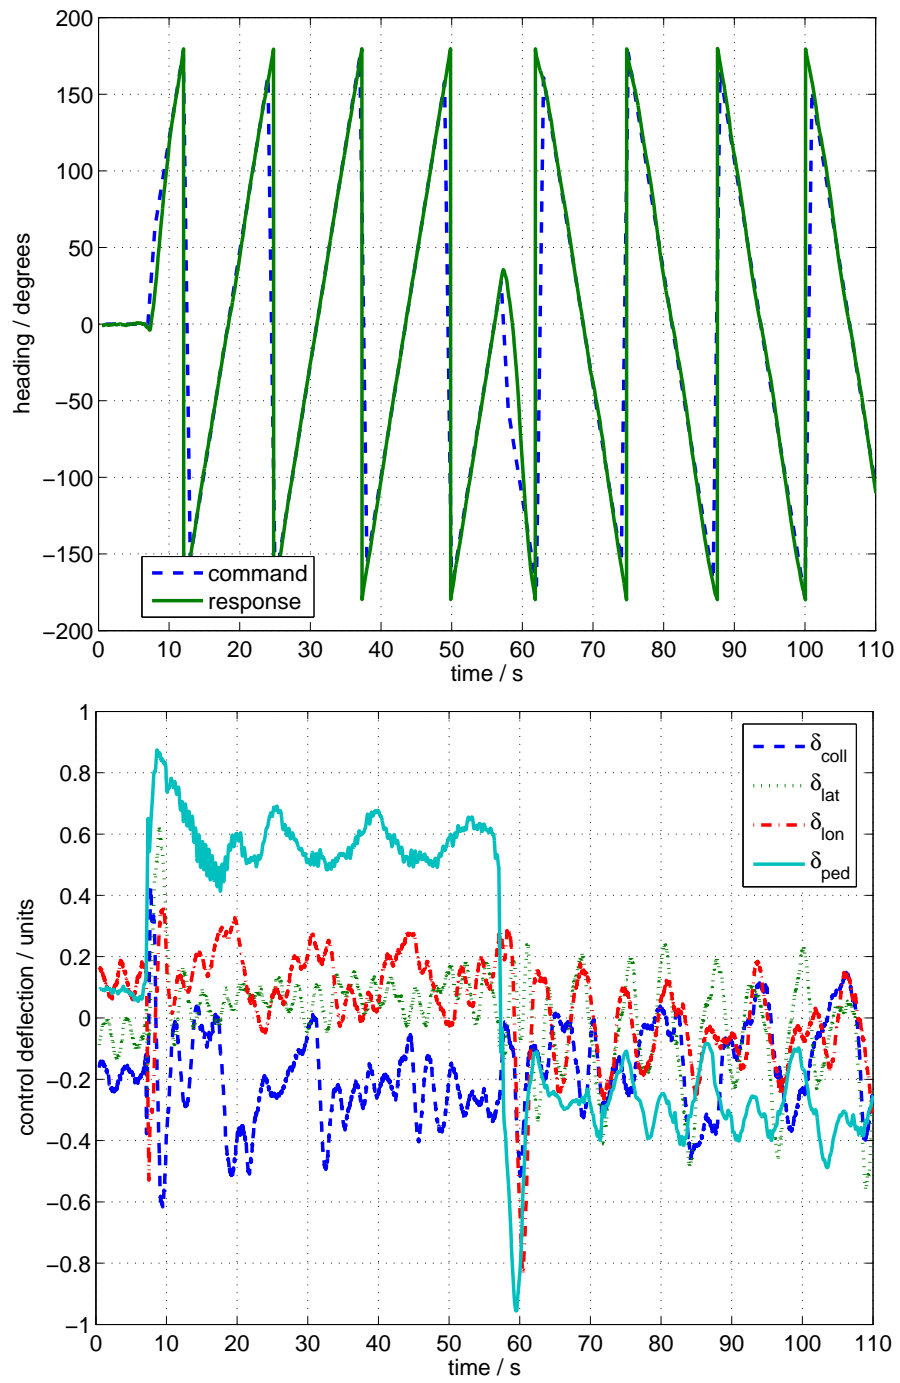 200
150
100
50
0
−50
−100
−150
−200
heading / degrees
command
response
0 10 20 30 40 50 60 70 80 90 100 110
time / s
1
0.8
0.6
0.4
0.2
0
−0.2
−0.4
−0.6
−0.8
−1
control deflection / units
δcoll
δlat
δlon
δped
0 10 20 30 40 50 60 70 80 90 100 110
time / s